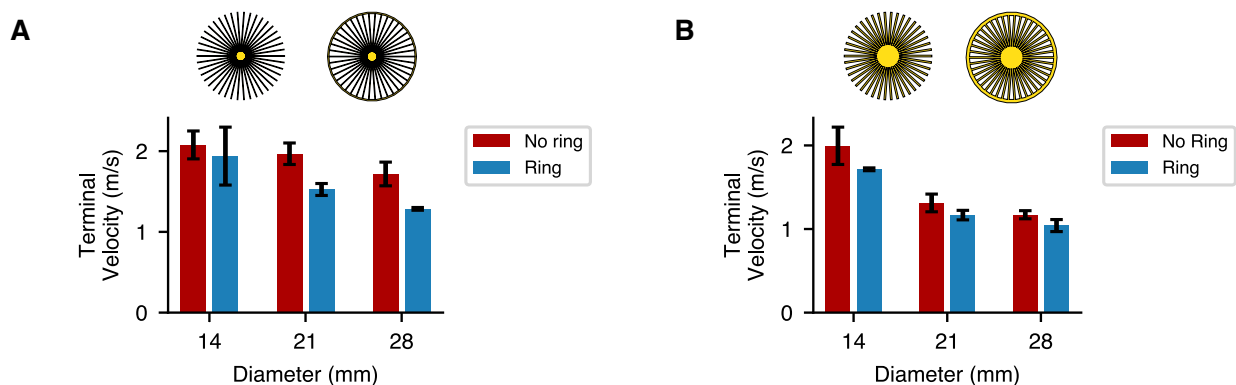 A
2
1
0
Terminal
Velocity (m/s)
14
21
28
Diameter (mm)
No ring
Ring
B
2
1
0
Terminal
Velocity (m/s)
14
21
28
Diameter (mm)
No Ring
Ring